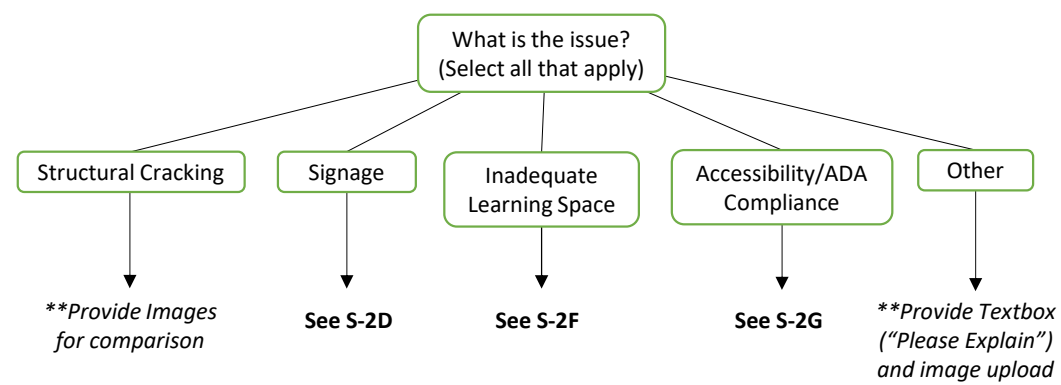 What is the issue?
(Select all that apply)
Structural Cracking
Signage
Inadequate
Learning Space
Accessibility/ADA
Compliance
Other
**Provide Images
for comparison
See S-2D
See S-2F
See S-2G
**Provide Textbox
(“Please Explain”)
and image upload